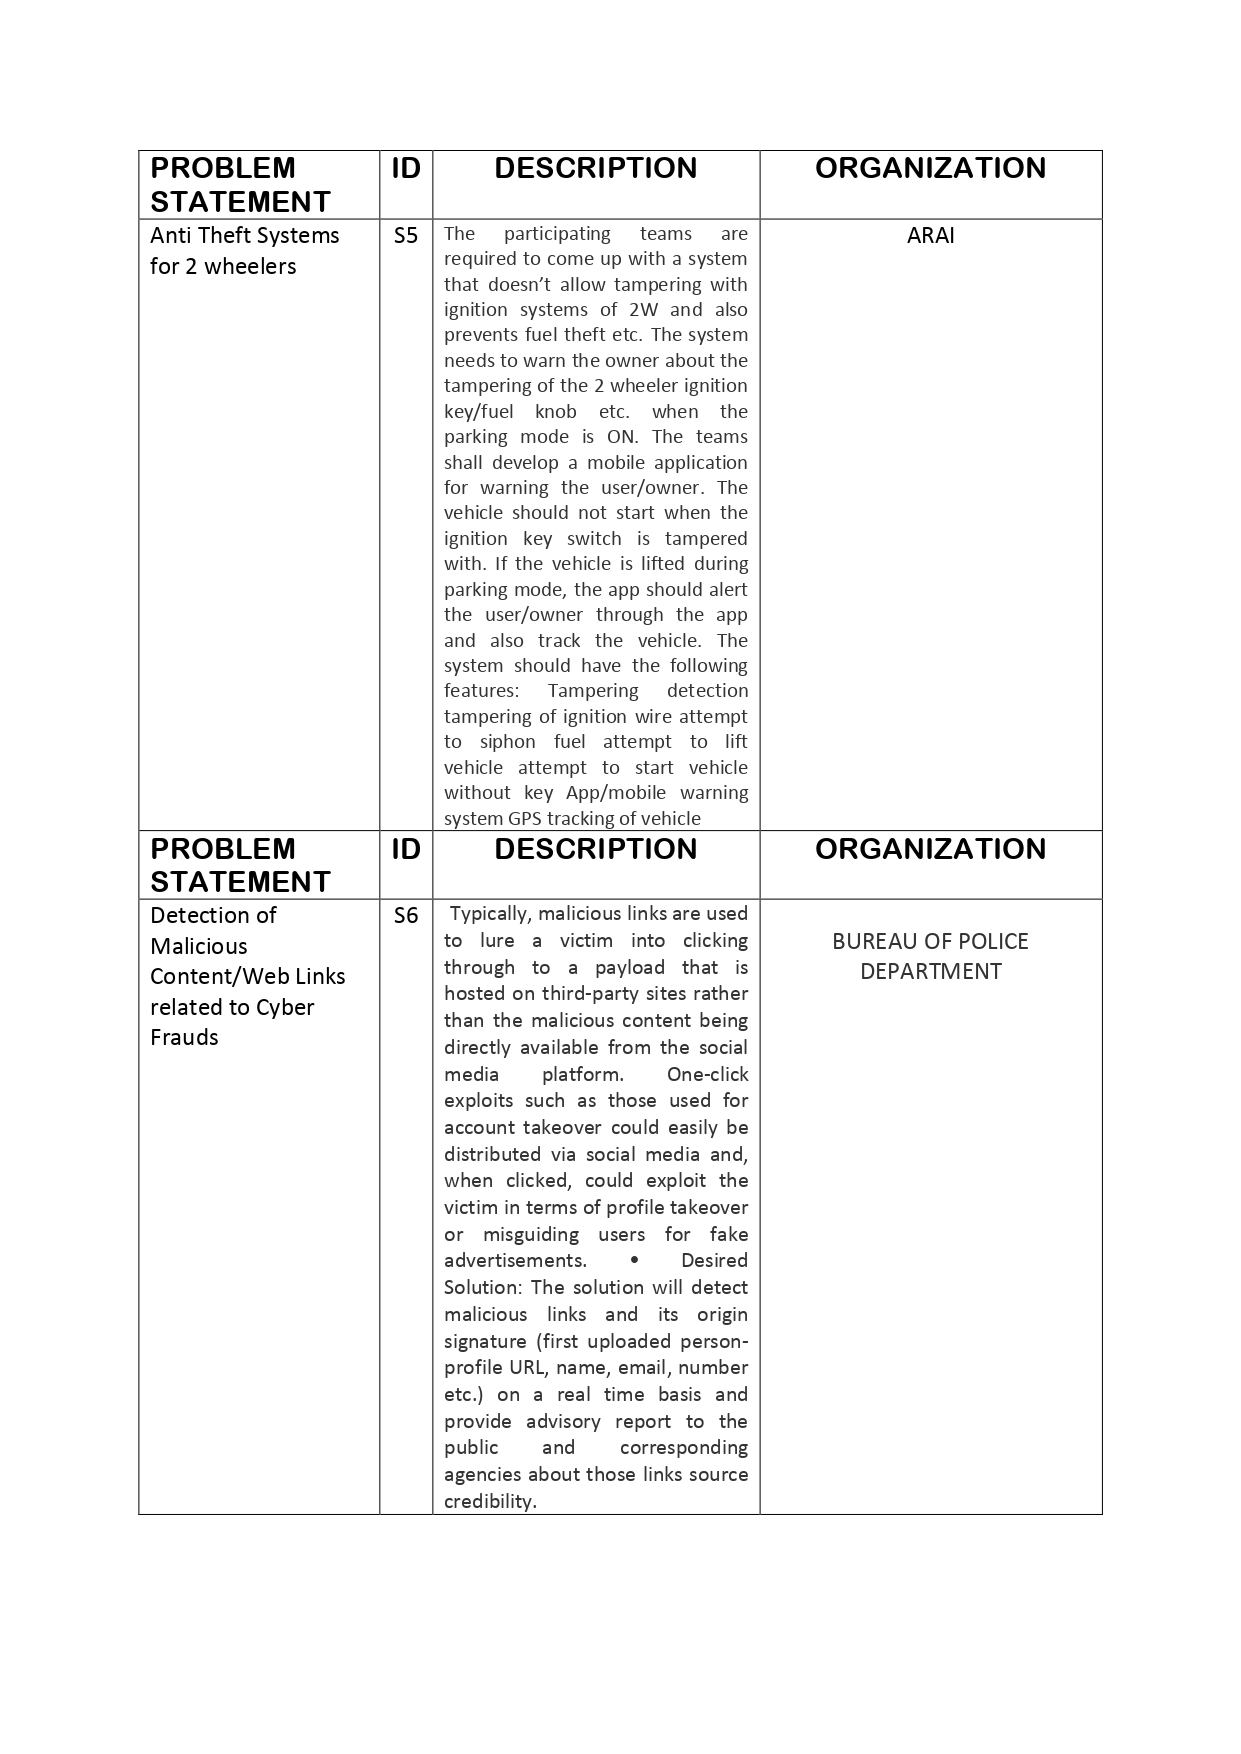 PROBLEM STATEMENT
ID
DESCRIPTION
ORGANIZATION
Anti Theft Systems
for 2 wheelers
S5
The participating teams are
required to come up with a system
that doesn’t allow tampering with
ignition systems of 2W and also
prevents fuel theft etc. The system
needs to warn the owner about the
tampering of the 2 wheeler ignition
key/fuel knob etc. when the
parking mode is ON. The teams
shall develop a mobile application
for warning the user/owner. The
vehicle should not start when the
ignition key switch is tampered
with. If the vehicle is lifted during
parking mode, the app should alert
the user/owner through the app
and also track the vehicle. The
system should have the following
features: Tampering detection
tampering of ignition wire attempt
to siphon fuel attempt to lift
vehicle attempt to start vehicle
without key App/mobile warning
system GPS tracking of vehicle
ARAI
PROBLEM
STATEMENT
ID
DESCRIPTION
ORGANIZATION
Detection of
Malicious
Content/Web Links
related to Cyber
Frauds
S6
Typically, malicious links are used
to lure a victim into clicking
through to a payload that is
hosted on third-party sites rather
than the malicious content being
directly available from the social
media platform. One-click
exploits such as those used for
account takeover could easily be
distributed via social media and,
when clicked, could exploit the
victim in terms of profile takeover
or misguiding users for fake
advertisements. • Desired
Solution: The solution will detect
malicious links and its origin
signature (first uploaded person-
profile URL, name, email, number
etc.) on a real time basis and
provide advisory report to the
public and corresponding
agencies about those links source
credibility.
BUREAU OF POLICE
DEPARTMENT